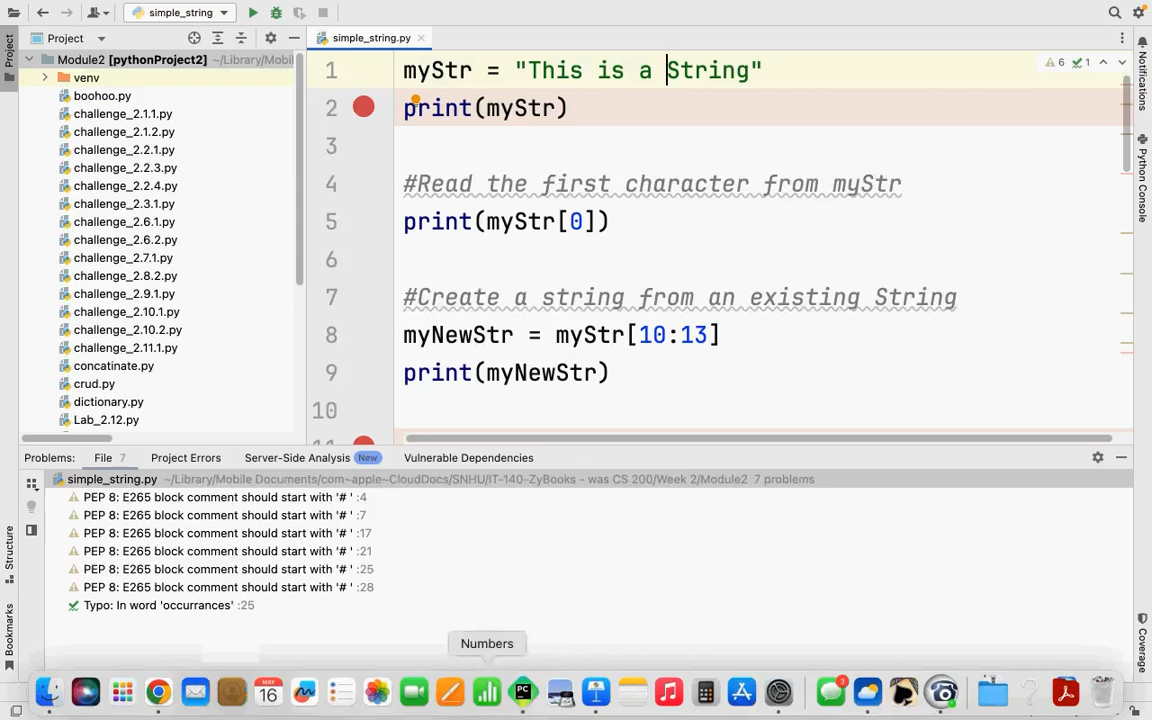 simple_string
Project
simple_string.py
Module2 [pythonProject2] ~/Library/Mobil
venv
boohoo.py
challenge_2.1.1.py
challenge_2.1.2.py
challenge_2.2.1.py
challenge_2.2.3.py
challenge_2.2.4.py
challenge_2.3.1.py
challenge_2.6.1.py
challenge_2.6.2.py
challenge_2.7.1.py
challenge_2.8.2.py
challenge_2.9.1.py
challenge_2.10.1.py
challenge_2.10.2.py
challenge_2.11.1.py
concatinate.py
crud.py
dictionary.py
Lab_2.12.py
1 myStr = "This is a String"
2 print(myStr)
3
4 #Read the first character from myStr
5 print(myStr[0])
6
7 #Create a string from an existing String
8 myNewStr = myStr[10:13]
9 print(myNewStr)
10
11
6 1
Project
Structure
Bookmarks
Notifications
Python Console
Coverage
Problems: File 7 Project Errors Server-Side Analysis New Vulnerable Dependencies
simple_string.py ~/Library/Mobile Documents/com~apple~CloudDocs/SNHU/IT-140-ZyBooks - was CS 200/Week 2/Module2 7 problems
PEP 8: E265 block comment should start with '# ' :4
PEP 8: E265 block comment should start with '# ' :7
PEP 8: E265 block comment should start with '# ' :17
PEP 8: E265 block comment should start with '# ' :21
PEP 8: E265 block comment should start with '# ' :25
PEP 8: E265 block comment should start with '# ' :28
Typo: In word 'occurrances' :25
Numbers
MAY
16
PC
3